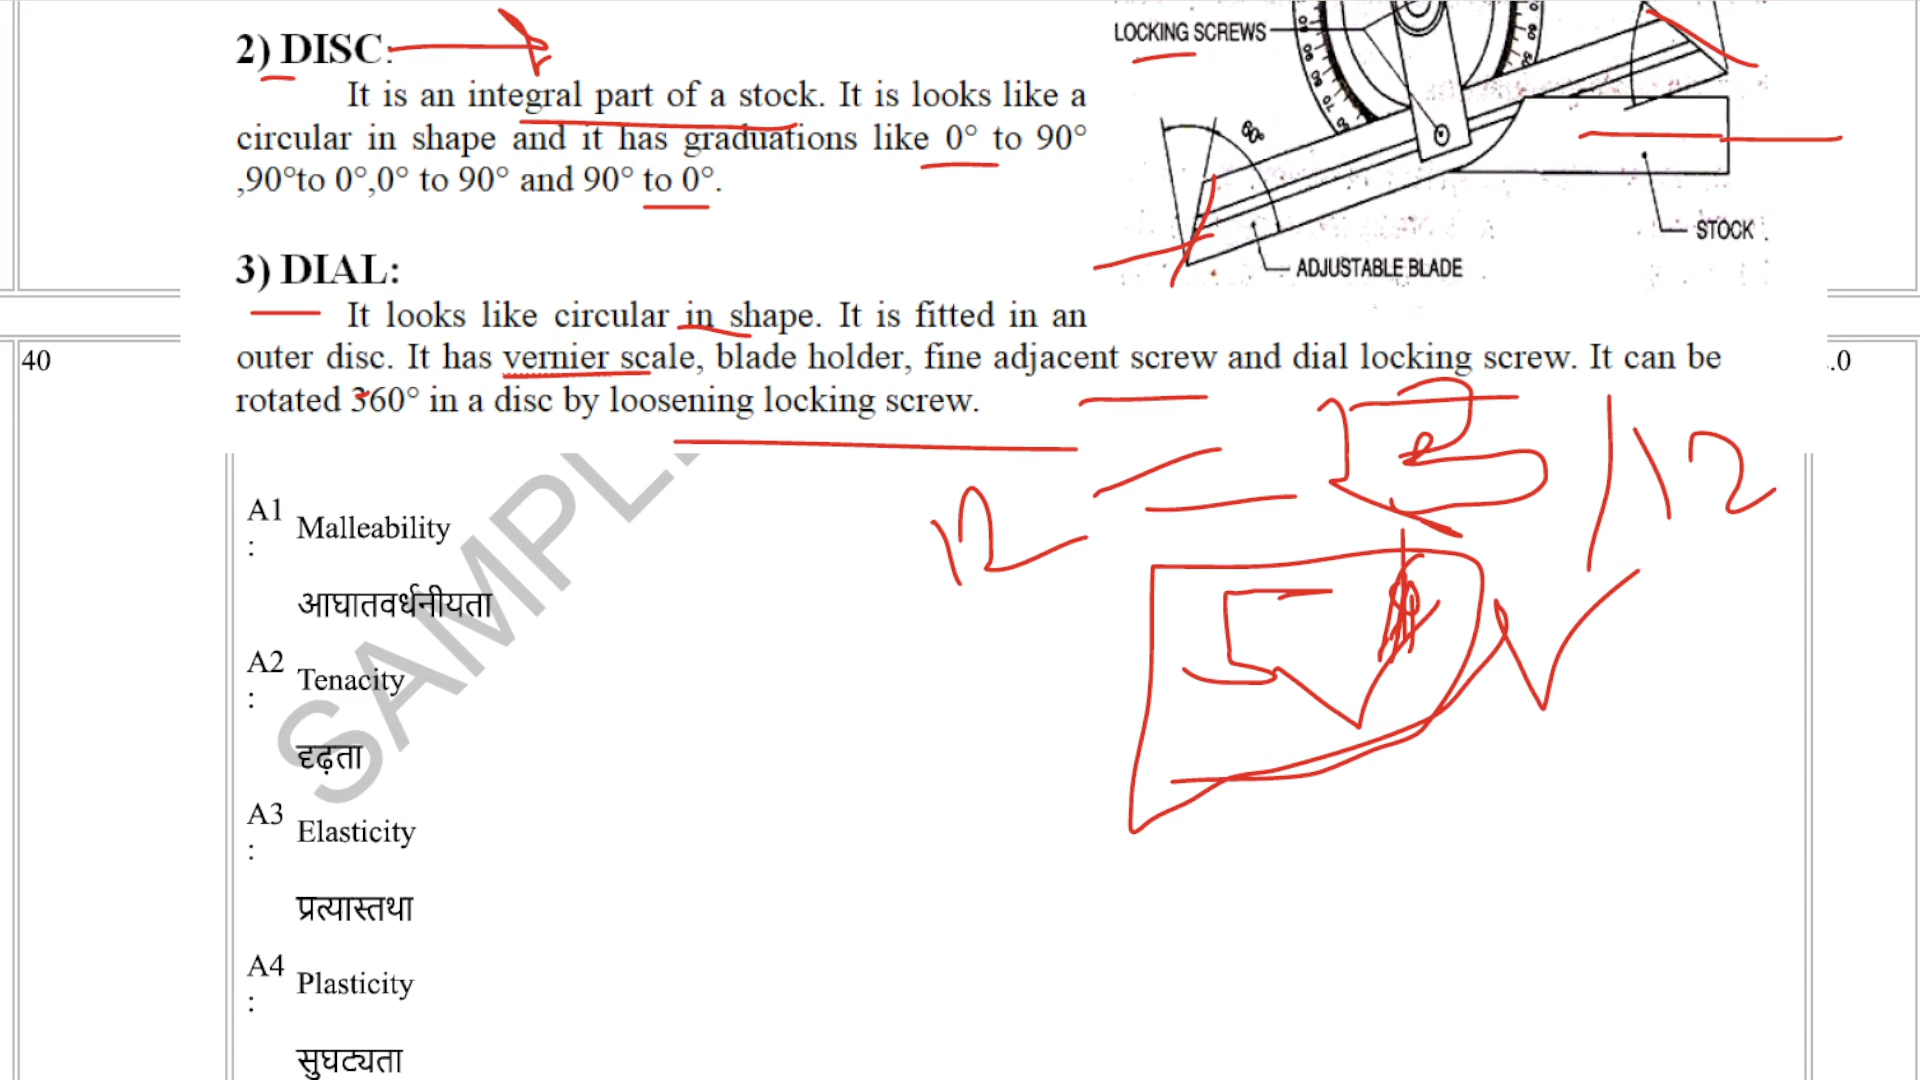 2) DISC:
It is an integral part of a stock. It is looks like a
circular in shape and it has graduations like 0° to 90°
,90°to 0°,0° to 90° and 90° to 0°.
3) DIAL:
It looks like circular in shape. It is fitted in an
outer disc. It has vernier scale, blade holder, fine adjacent screw and dial locking screw. It can be
rotated 360° in a disc by loosening locking screw.
LOCKING SCREWS
60°
STOCK
ADJUSTABLE BLADE
40
.0
12
12
SAMPL
A1
:
Malleability
आघातवर्धनीयता
A2
:
Tenacity
दृढ़ता
A3
:
Elasticity
प्रत्यास्तथा
A4
:
Plasticity
सुघट्यता